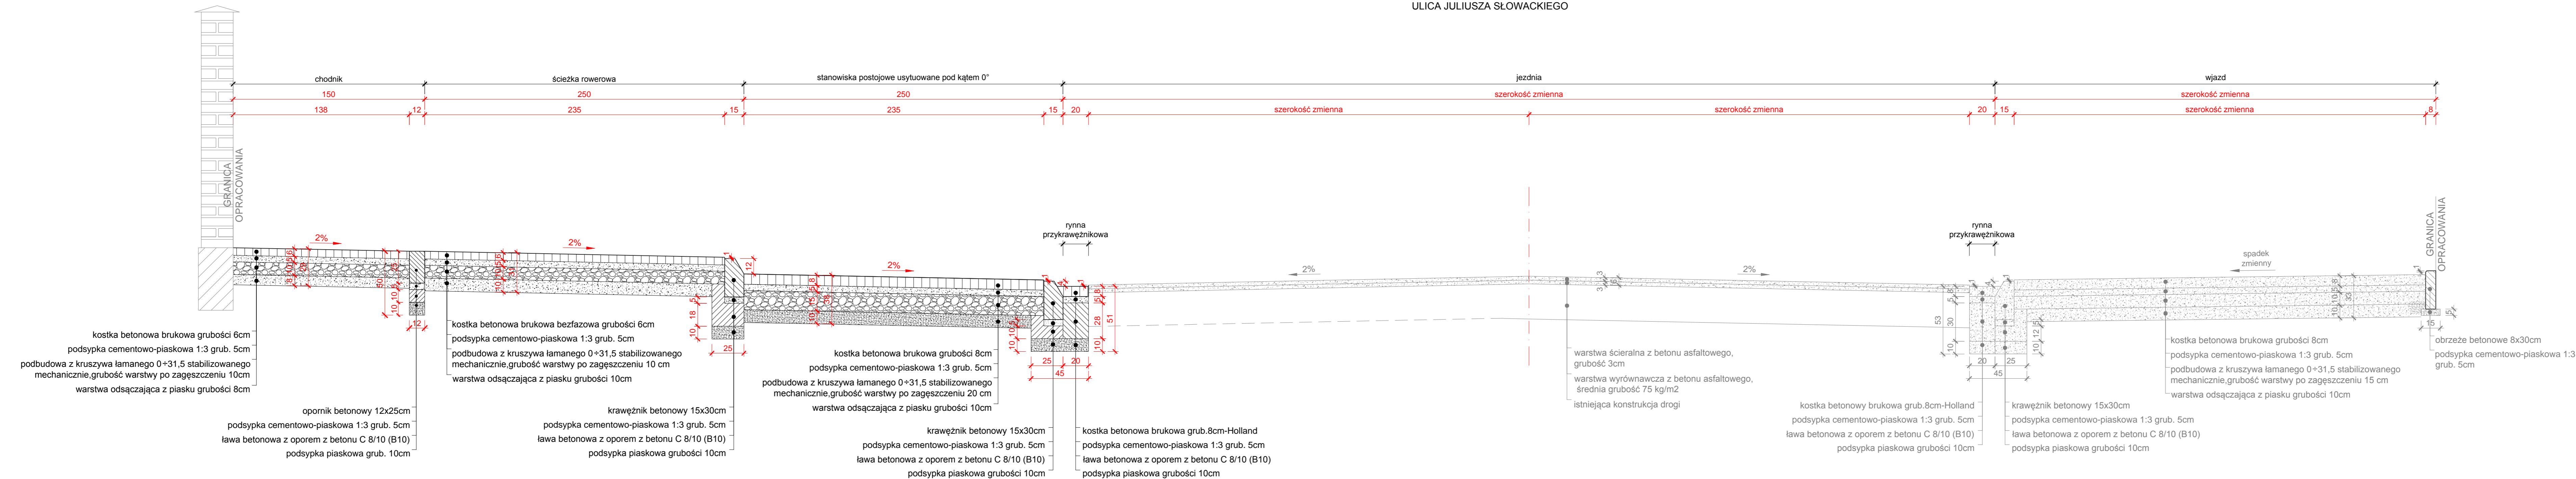 ULICA JULIUSZA SŁOWACKIEGO
chodnik
ścieżka rowerowa
stanowiska postojowe usytuowane pod kątem 0°
jezdnia
wjazd
150
250
250
szerokość zmienna
szerokość zmienna
138
12
235
15
235
15
20
szerokość zmienna
szerokość zmienna
20
15
szerokość zmienna
8
GRANICA
OPRACOWANIA
GRANICA
OPRACOWANIA
rynna
przykrawężnikowa
rynna
przykrawężnikowa
2%
2%
2%
2%
2%
spadek
zmienny
kostka betonowa brukowa grubości 6cm
podsypka cementowo-piaskowa 1:3 grub. 5cm
podbudowa z kruszywa łamanego 0÷31,5 stabilizowanego
mechanicznie,grubość warstwy po zagęszczeniu 10cm
warstwa odsączająca z piasku grubości 8cm
opornik betonowy 12x25cm
podsypka cementowo-piaskowa 1:3 grub. 5cm
ława betonowa z oporem z betonu C 8/10 (B10)
podsypka piaskowa grub. 10cm
kostka betonowa brukowa bezfazowa grubości 6cm
podsypka cementowo-piaskowa 1:3 grub. 5cm
podbudowa z kruszywa łamanego 0÷31,5 stabilizowanego
mechanicznie,grubość warstwy po zagęszczeniu 10 cm
warstwa odsączająca z piasku grubości 10cm
krawężnik betonowy 15x30cm
podsypka cementowo-piaskowa 1:3 grub. 5cm
ława betonowa z oporem z betonu C 8/10 (B10)
podsypka piaskowa grubości 10cm
kostka betonowa brukowa grubości 8cm
podsypka cementowo-piaskowa 1:3 grub. 5cm
podbudowa z kruszywa łamanego 0÷31,5 stabilizowanego
mechanicznie,grubość warstwy po zagęszczeniu 20 cm
warstwa odsączająca z piasku grubości 10cm
krawężnik betonowy 15x30cm
podsypka cementowo-piaskowa 1:3 grub. 5cm
ława betonowa z oporem z betonu C 8/10 (B10)
podsypka piaskowa grubości 10cm
kostka betonowa brukowa grub.8cm-Holland
podsypka cementowo-piaskowa 1:3 grub. 5cm
ława betonowa z oporem z betonu C 8/10 (B10)
podsypka piaskowa grubości 10cm
warstwa ścieralna z betonu asfaltowego,
grubość 3cm
warstwa wyrównawcza z betonu asfaltowego,
średnia grubość 75 kg/m2
istniejąca konstrukcja drogi
kostka betonowy brukowa grub.8cm-Holland
podsypka cementowo-piaskowa 1:3 grub. 5cm
ława betonowa z oporem z betonu C 8/10 (B10)
podsypka piaskowa grubości 10cm
krawężnik betonowy 15x30cm
podsypka cementowo-piaskowa 1:3 grub. 5cm
ława betonowa z oporem z betonu C 8/10 (B10)
podsypka piaskowa grubości 10cm
kostka betonowa brukowa grubości 8cm
podsypka cementowo-piaskowa 1:3 grub. 5cm
podbudowa z kruszywa łamanego 0÷31,5 stabilizowanego
mechanicznie,grubość warstwy po zagęszczeniu 15 cm
warstwa odsączająca z piasku grubości 10cm
obrzeże betonowe 8x30cm
podsypka cementowo-piaskowa 1:3
grub. 5cm
12
25
12
5
18
10
25
20
45
8
5
28
10
51
53
8
5
30
10
20
25
45
33
15
5